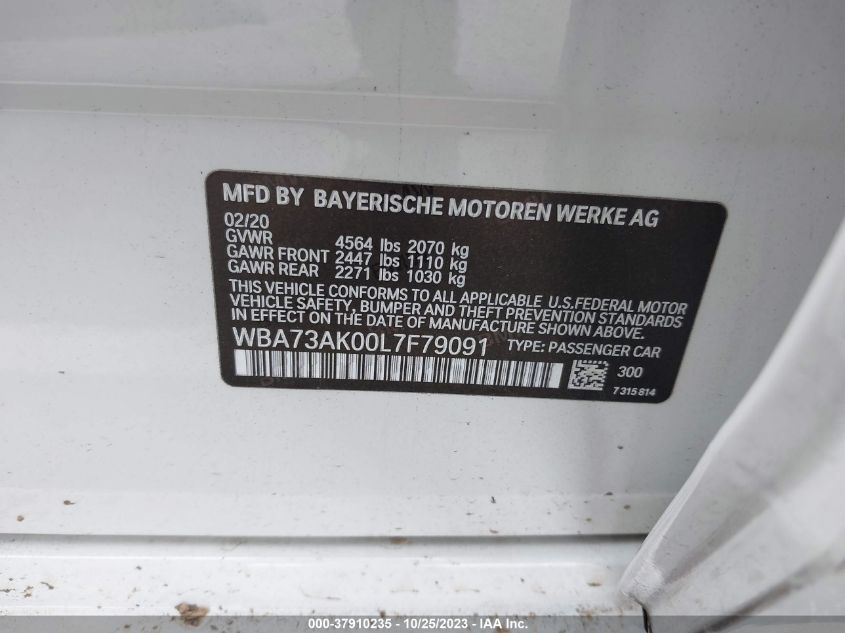 MFD BY BAYERISCHE MOTOREN WERKE AG
02/20
GVWR 4564 lbs 2070 kg
GAWR FRONT 2447 lbs 1110 kg
GAWR REAR 2271 lbs 1030 kg
THIS VEHICLE CONFORMS TO ALL APPLICABLE U.S.FEDERAL MOTOR
VEHICLE SAFETY, BUMPER AND THEFT PREVENTION STANDARDS
IN EFFECT ON THE DATE OF MANUFACTURE SHOWN ABOVE.
WBA73AK00L7F79091 TYPE: PASSENGER CAR
300
7315814
000-37910235 - 10/25/2023 - IAA Inc.